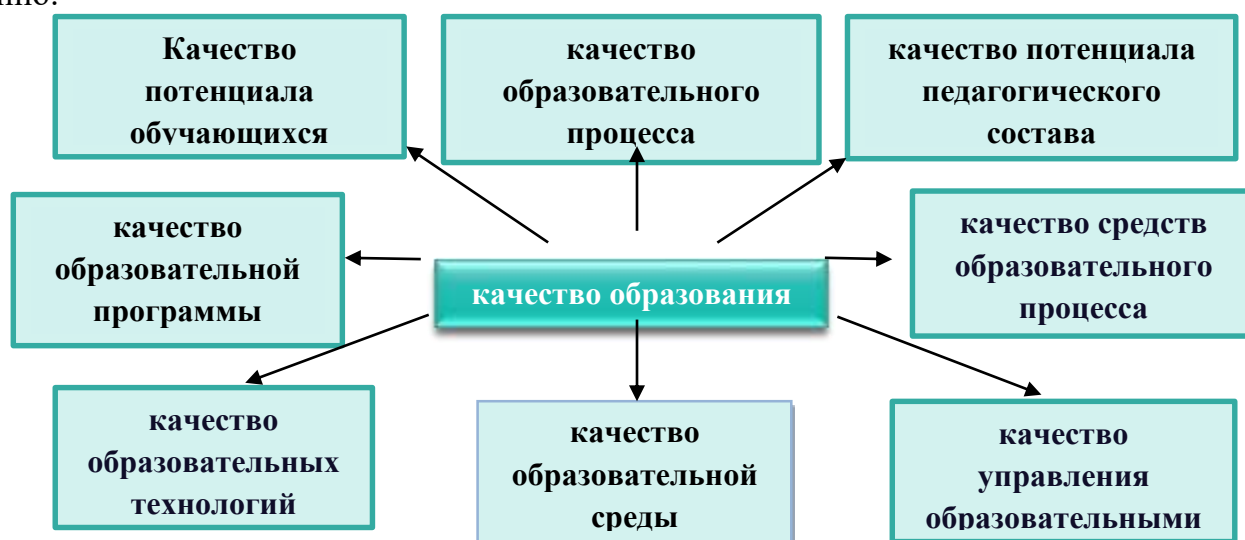 Качество
потенциала
обучающихся
качество
образовательного
процесса
качество потенциала
педагогического
состава
качество
образовательной
программы
качество образования
качество средств
образовательного
процесса
качество
образовательных
технологий
качество
образовательной
среды
качество
управления
образовательными